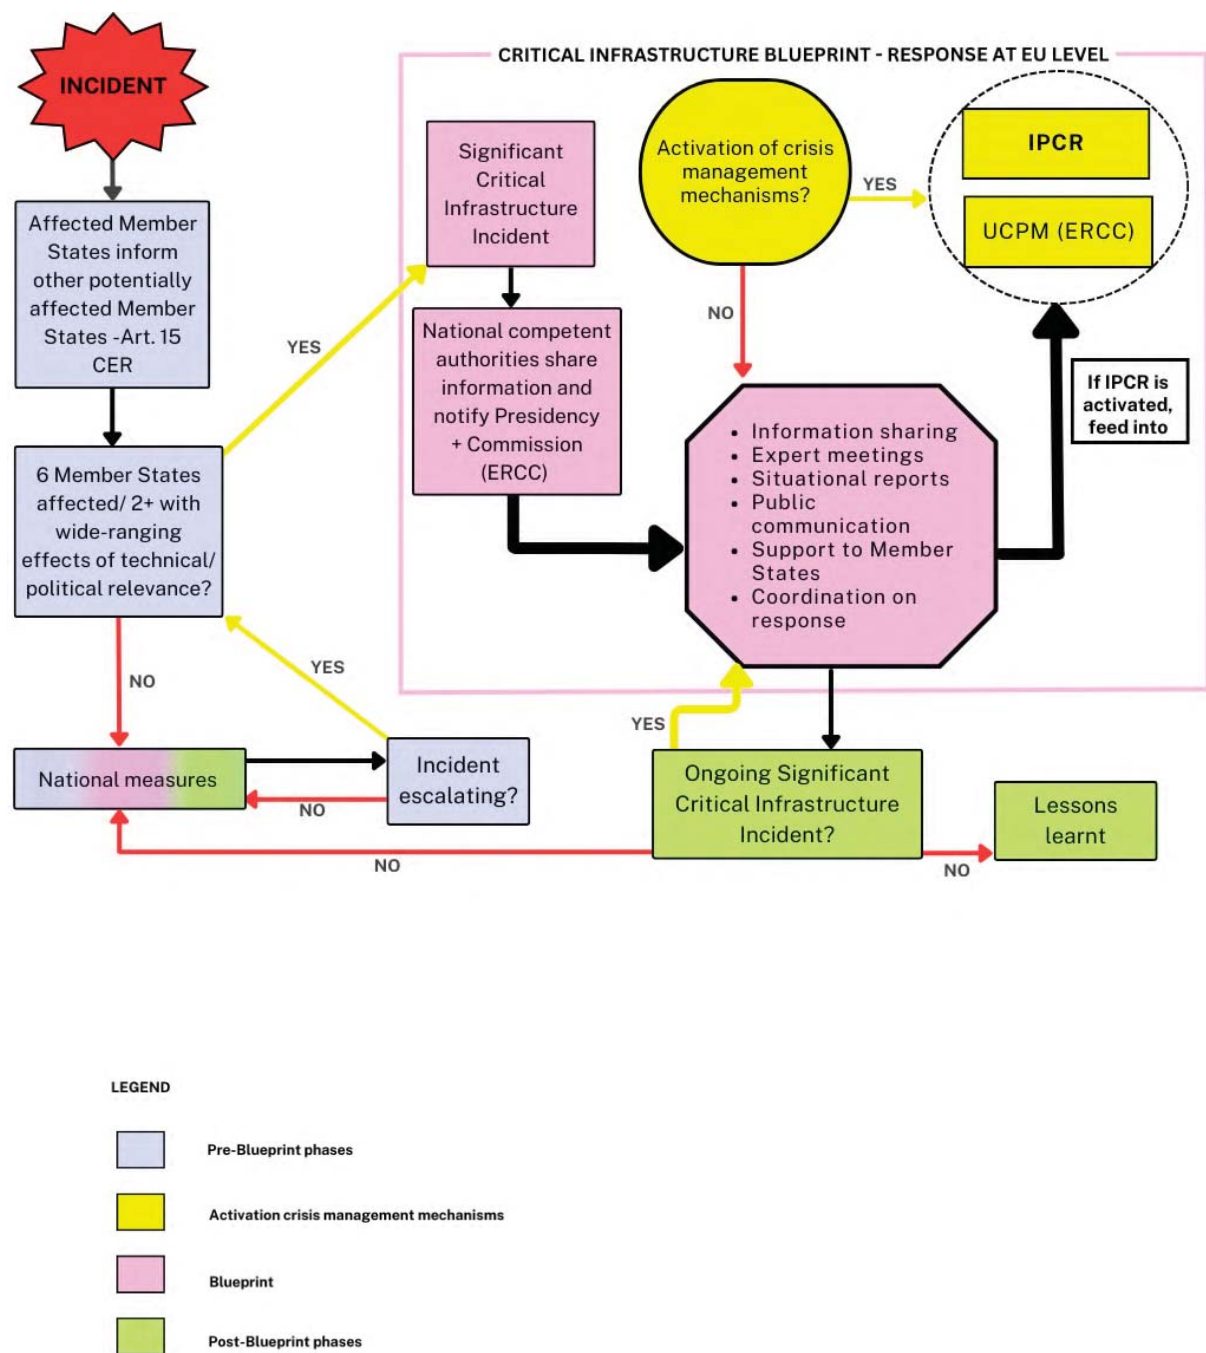 INCIDENT
Affected Member
States inform
other potentially
affected Member
States -Art. 15
CER
6 Member States
affected/ 2+ with
wide-ranging
effects of technical/
political relevance?
YES
NO
YES
National measures
Incident
escalating?
NO
NO
CRITICAL INFRASTRUCTURE BLUEPRINT - RESPONSE AT EU LEVEL
Significant
Critical
Infrastructure
Incident
National competent
authorities share
information and
notify Presidency
+ Commission
(ERCC)
Activation of crisis
management
mechanisms?
YES
NO
IPCR
UCPM (ERCC)
If IPCR is
activated,
feed into
• Information sharing
• Expert meetings
• Situational reports
• Public
communication
• Support to Member
States
• Coordination on
response
YES
Ongoing Significant
Critical Infrastructure
Incident?
NO
Lessons
learnt
LEGEND
Pre-Blueprint phases
Activation crisis management mechanisms
Blueprint
Post-Blueprint phases